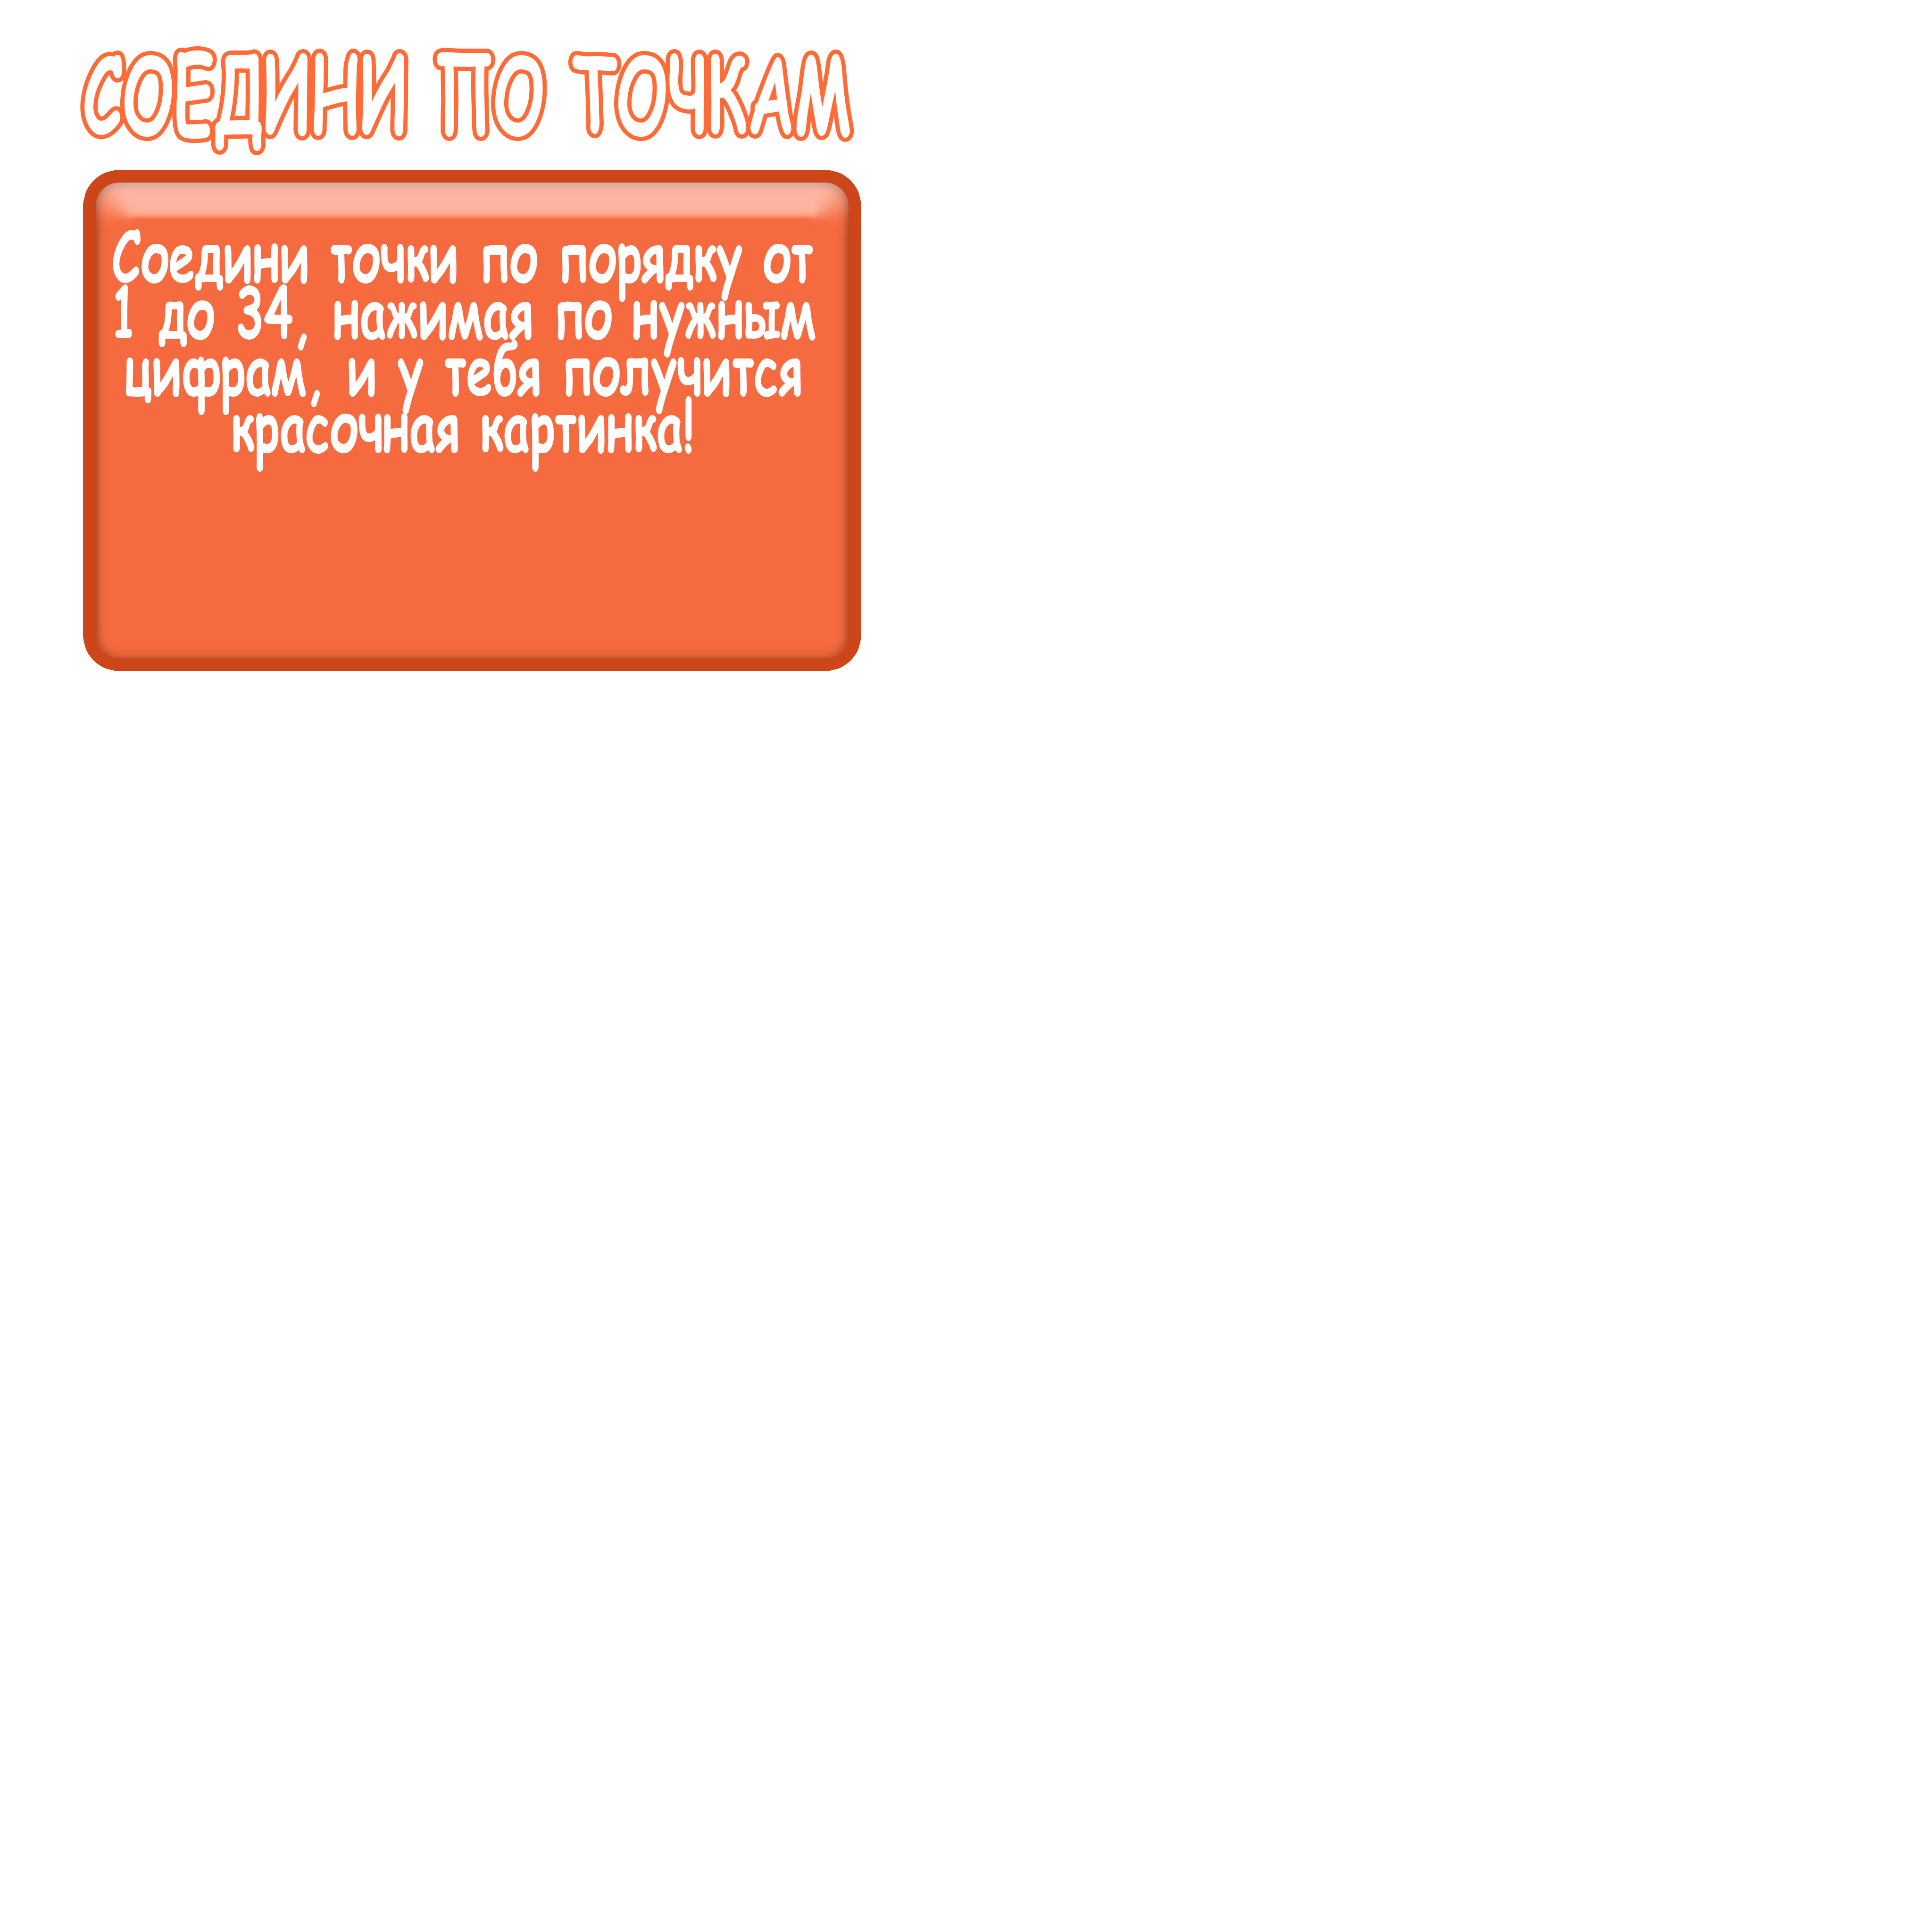 СОЕДИНИ ПО ТОЧКАМ
Соедини точки по порядку от
1 до 34, нажимая по нужным
цифрам, и у тебя получится
красочная картинка!